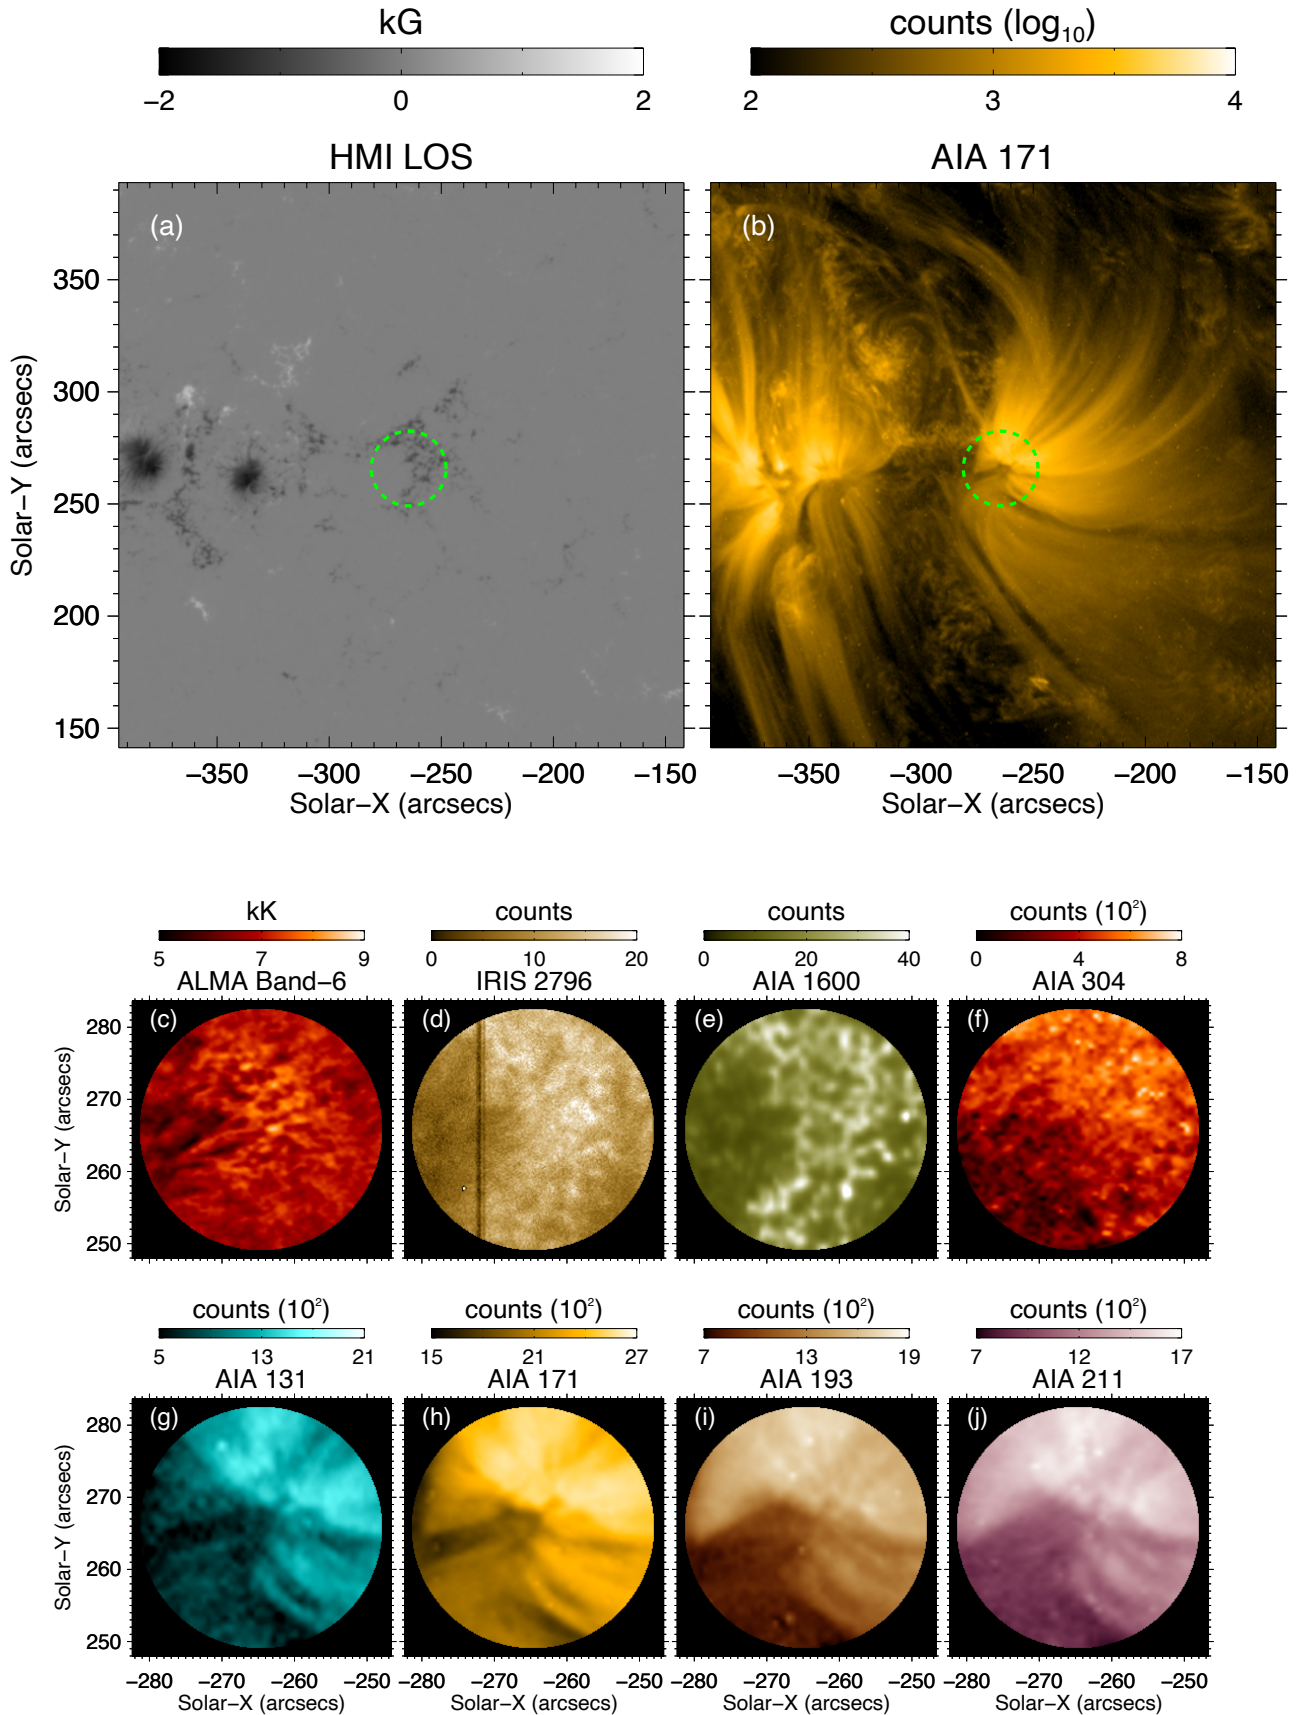 kG
counts (log₁₀)
−2 0 2
2 3 4
HMI LOS
AIA 171
(a)
(b)
350
300
250
200
150
Solar−Y (arcsecs)
−350 −300 −250 −200 −150
−350 −300 −250 −200 −150
Solar−X (arcsecs)
Solar−X (arcsecs)
kK
counts
counts
counts (10²)
5 6 7 8 9
0 10 20
0 20 40
0 4 8
ALMA Band−6
IRIS 2796
AIA 1600
AIA 304
(c)
(d)
(e)
(f)
280
270
260
250
Solar−Y (arcsecs)
counts (10²)
counts (10²)
counts (10²)
counts (10²)
5 13 21
15 21 27
7 13 19
7 12 17
AIA 131
AIA 171
AIA 193
AIA 211
(g)
(h)
(i)
(j)
280
270
260
250
Solar−Y (arcsecs)
−280 −270 −260 −250
−280 −270 −260 −250
−280 −270 −260 −250
−280 −270 −260 −250
Solar−X (arcsecs)
Solar−X (arcsecs)
Solar−X (arcsecs)
Solar−X (arcsecs)